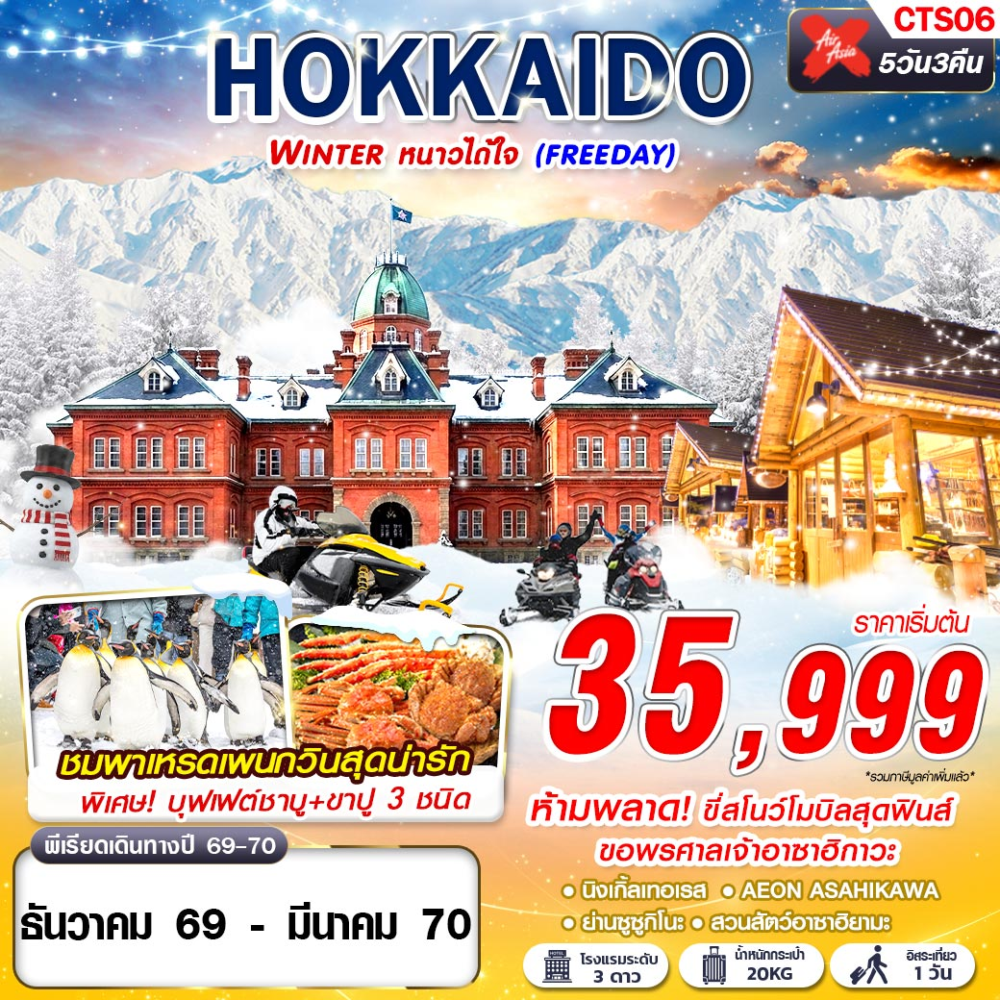 CTS06
Air Asia X
5วัน3คืน
HOKKAIDO
WINTER หนาวได้ใจ (FREEDAY)
ราคาเริ่มต้น
35,999
*รวมภาษีมูลค่าเพิ่มแล้ว*
ชมพาเหรดเพนกวินสุดน่ารัก
พิเศษ! บุฟเฟต์ชาบู+ขาปู 3 ชนิด
ห้ามพลาด! ขี่สโนว์โมบิลสุดฟินส์
ขอพรศาลเจ้าอาซาฮิกาวะ
• นิงเกิ้ลเทอเรส • AEON ASAHIKAWA
• ย่านซูซูกิโนะ • สวนสัตว์อาซาฮิยามะ
พีเรียดเดินทางปี 69-70
ธันวาคม 69 - มีนาคม 70
HOTEL
โรงแรมระดับ
3 ดาว
น้ำหนักกระเป๋า
20KG
อิสระเที่ยว
1 วัน